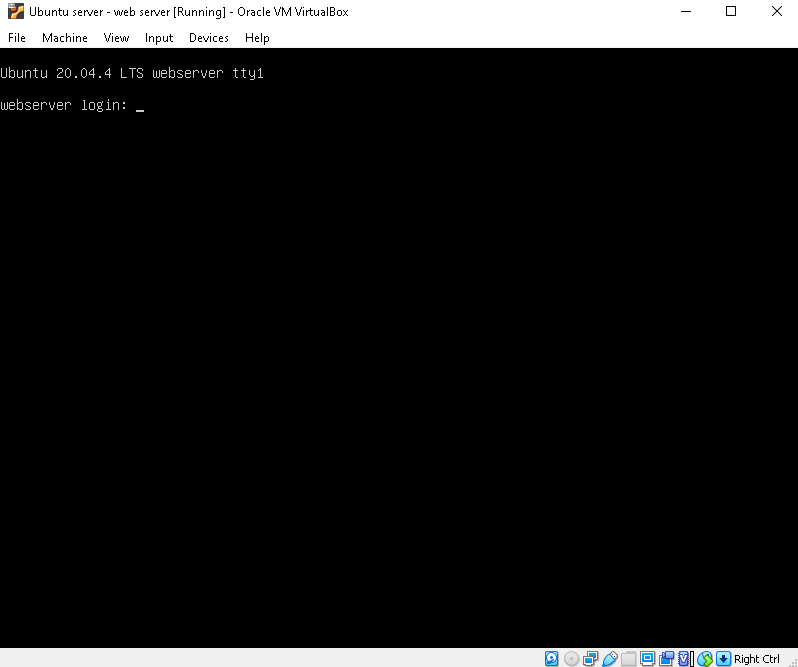 Ubuntu server - web server [Running] - Oracle VM VirtualBox
File Machine View Input Devices Help
Ubuntu 20.04.4 LTS webserver tty1
webserver login: _
Right Ctrl